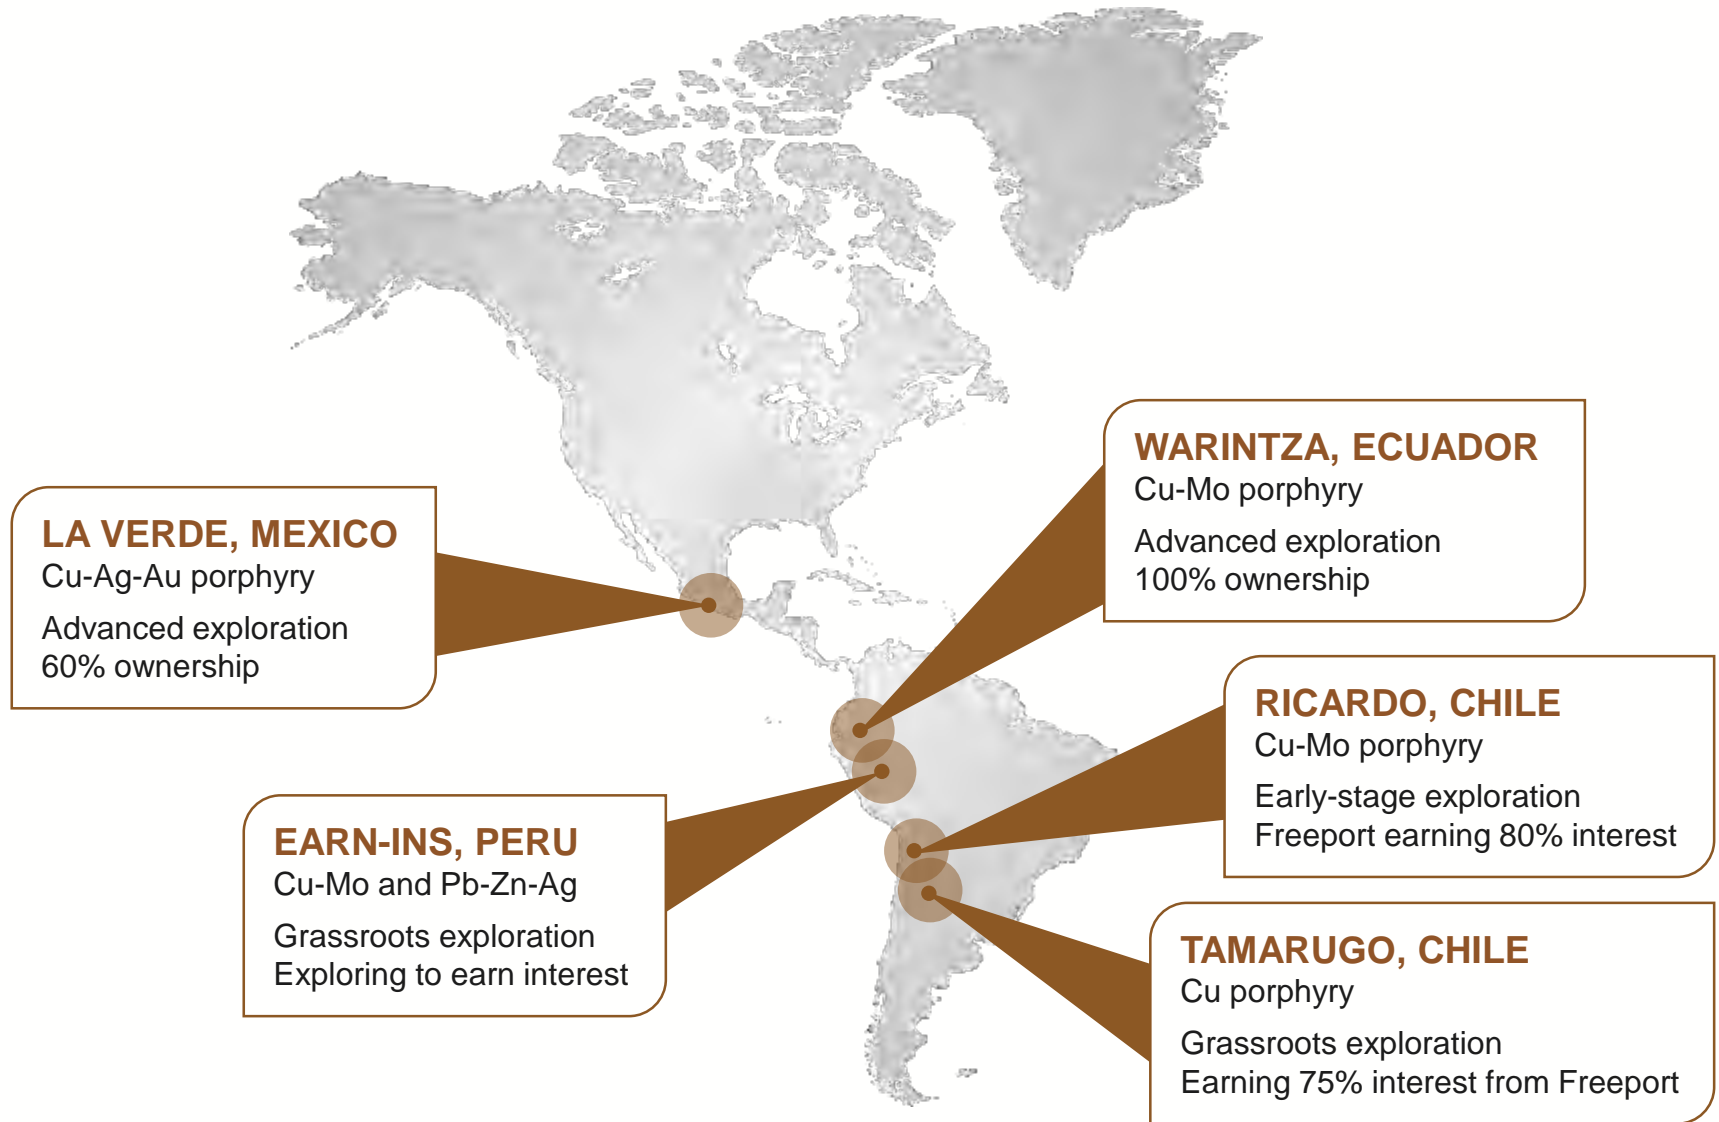 LA VERDE, MEXICO
Cu-Ag-Au porphyry
Advanced exploration
60% ownership
WARINTZA, ECUADOR
Cu-Mo porphyry
Advanced exploration
100% ownership
EARN-INS, PERU
Cu-Mo and Pb-Zn-Ag
Grassroots exploration
Exploring to earn interest
RICARDO, CHILE
Cu-Mo porphyry
Early-stage exploration
Freeport earning 80% interest
TAMARUGO, CHILE
Cu porphyry
Grassroots exploration
Earning 75% interest from Freeport